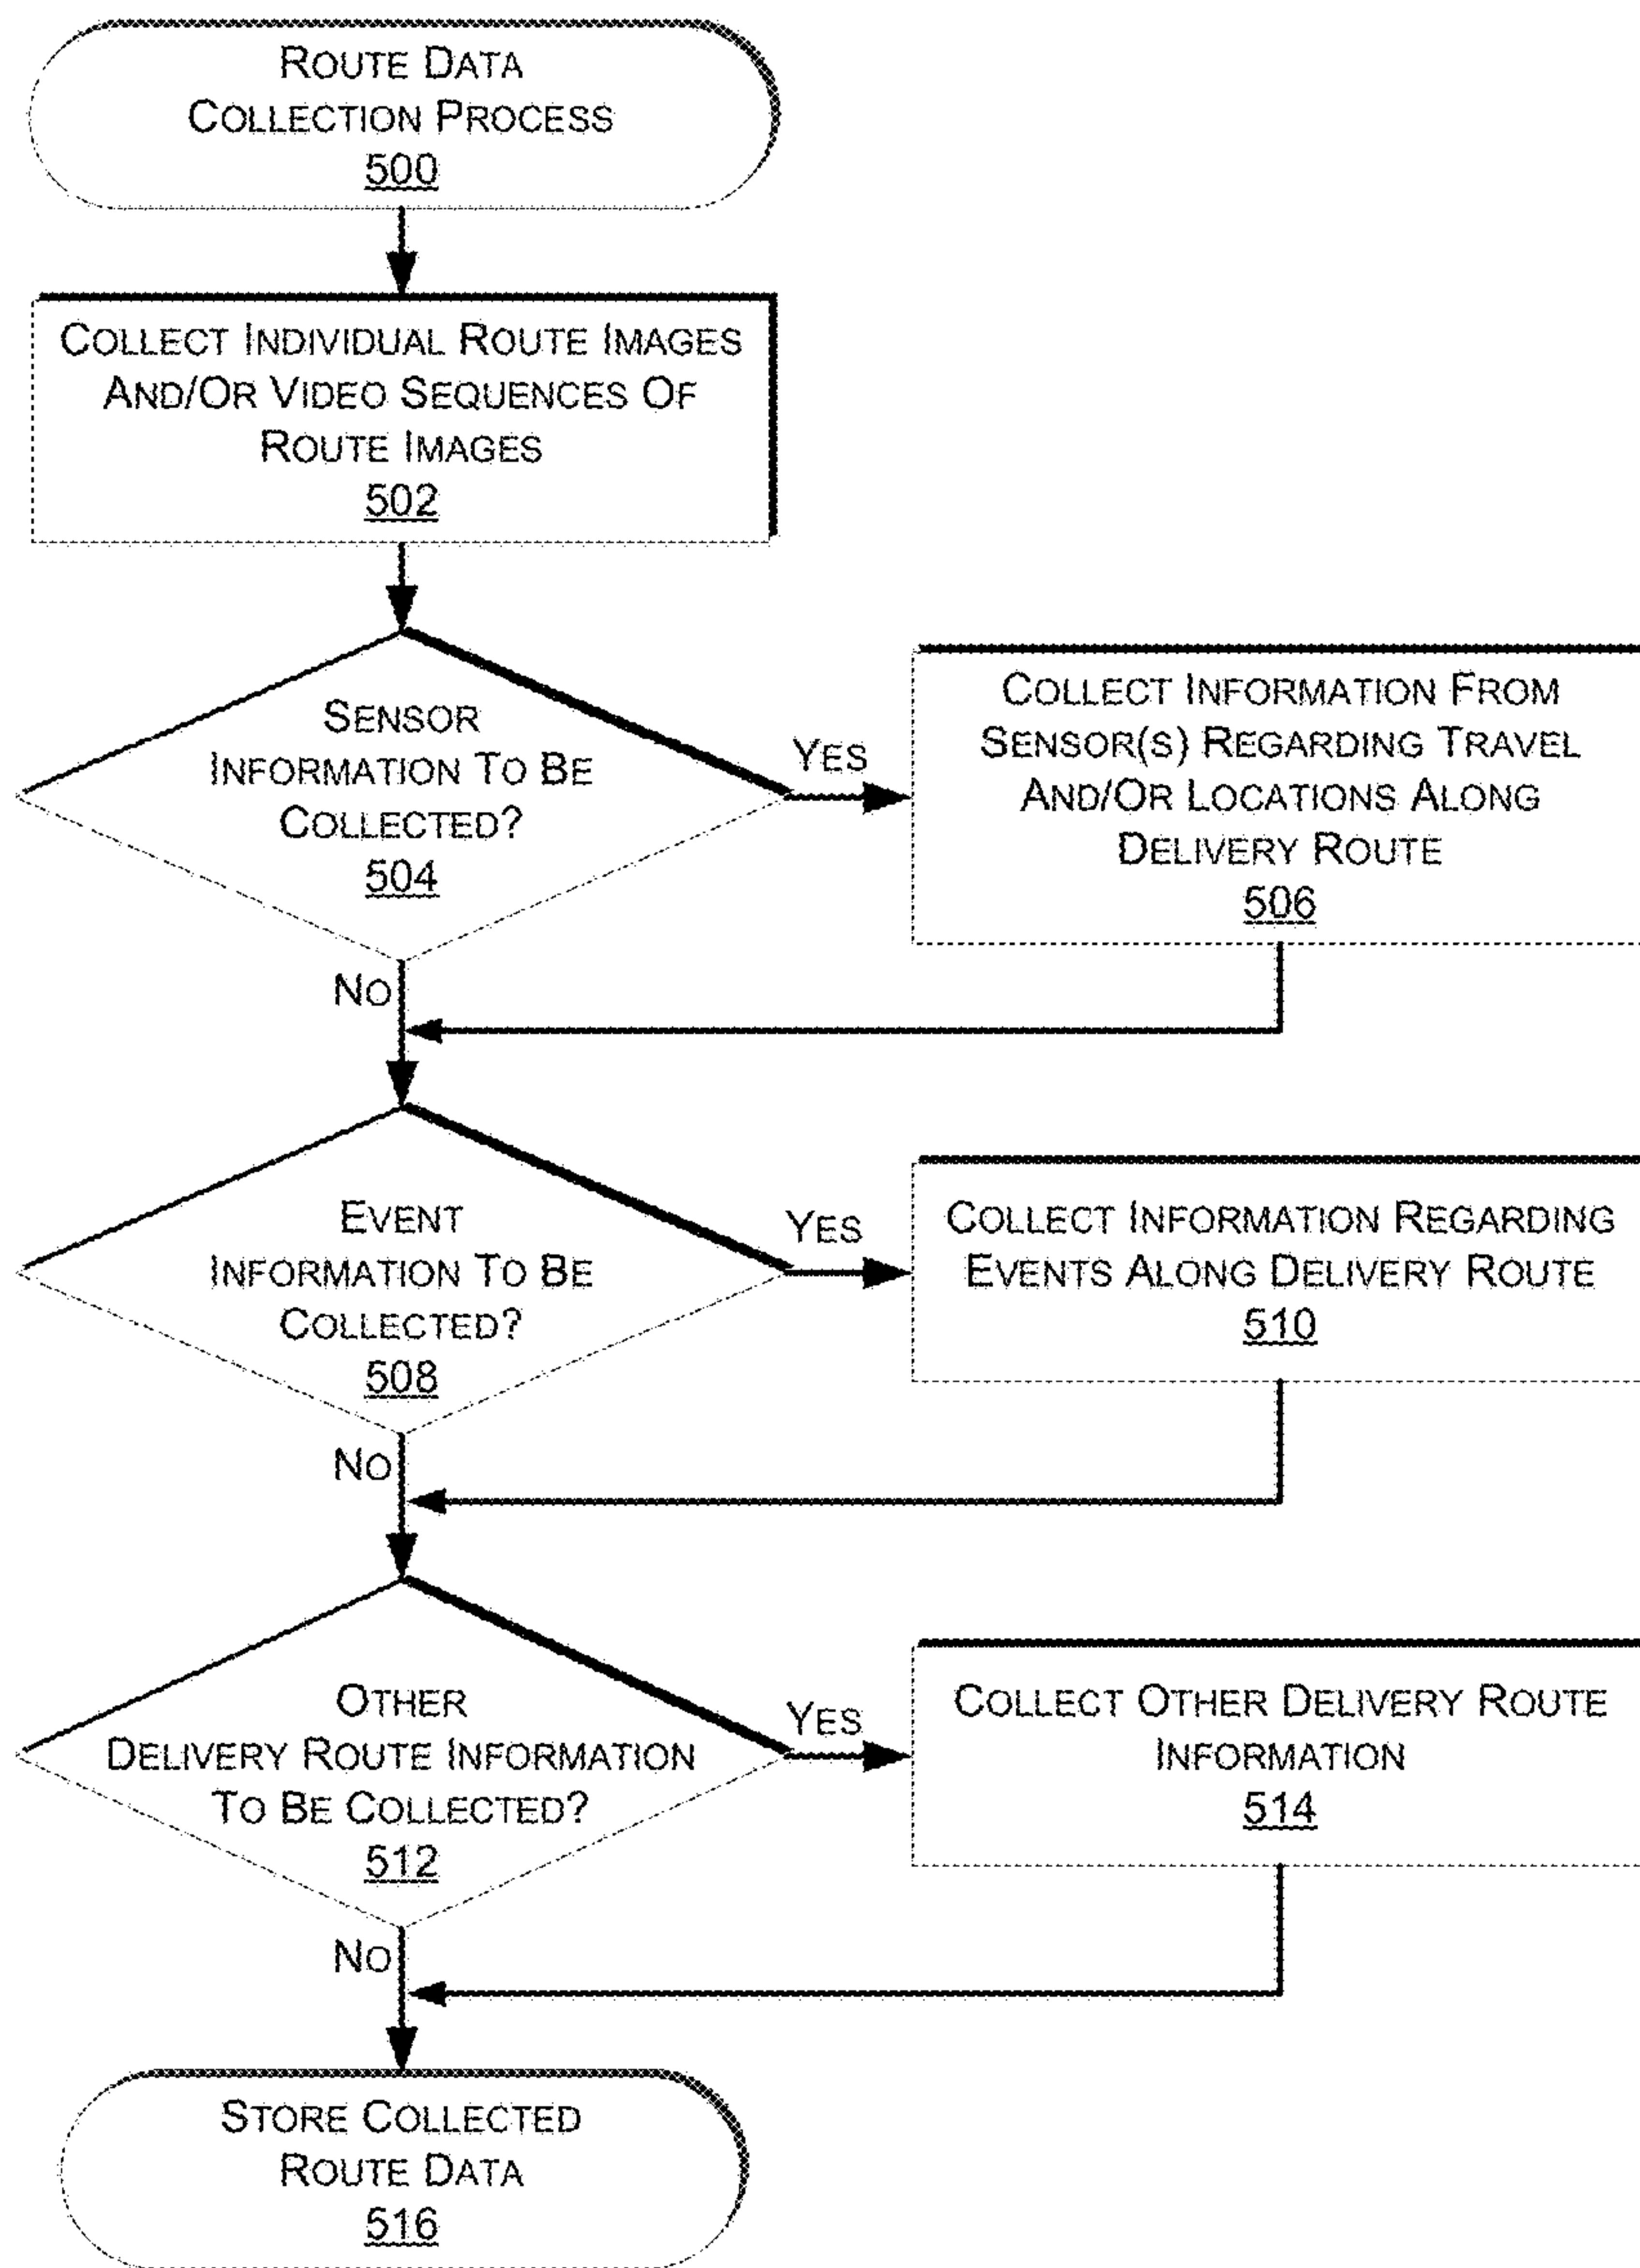 ROUTE DATA
COLLECTION PROCESS
500
COLLECT INDIVIDUAL ROUTE IMAGES
AND/OR VIDEO SEQUENCES OF
ROUTE IMAGES
502
SENSOR
INFORMATION TO BE
COLLECTED?
504
YES
COLLECT INFORMATION FROM
SENSOR(S) REGARDING TRAVEL
AND/OR LOCATIONS ALONG
DELIVERY ROUTE
506
NO
EVENT
INFORMATION TO BE
COLLECTED?
508
YES
COLLECT INFORMATION REGARDING
EVENTS ALONG DELIVERY ROUTE
510
NO
OTHER
DELIVERY ROUTE INFORMATION
TO BE COLLECTED?
512
YES
COLLECT OTHER DELIVERY ROUTE
INFORMATION
514
NO
STORE COLLECTED
ROUTE DATA
516